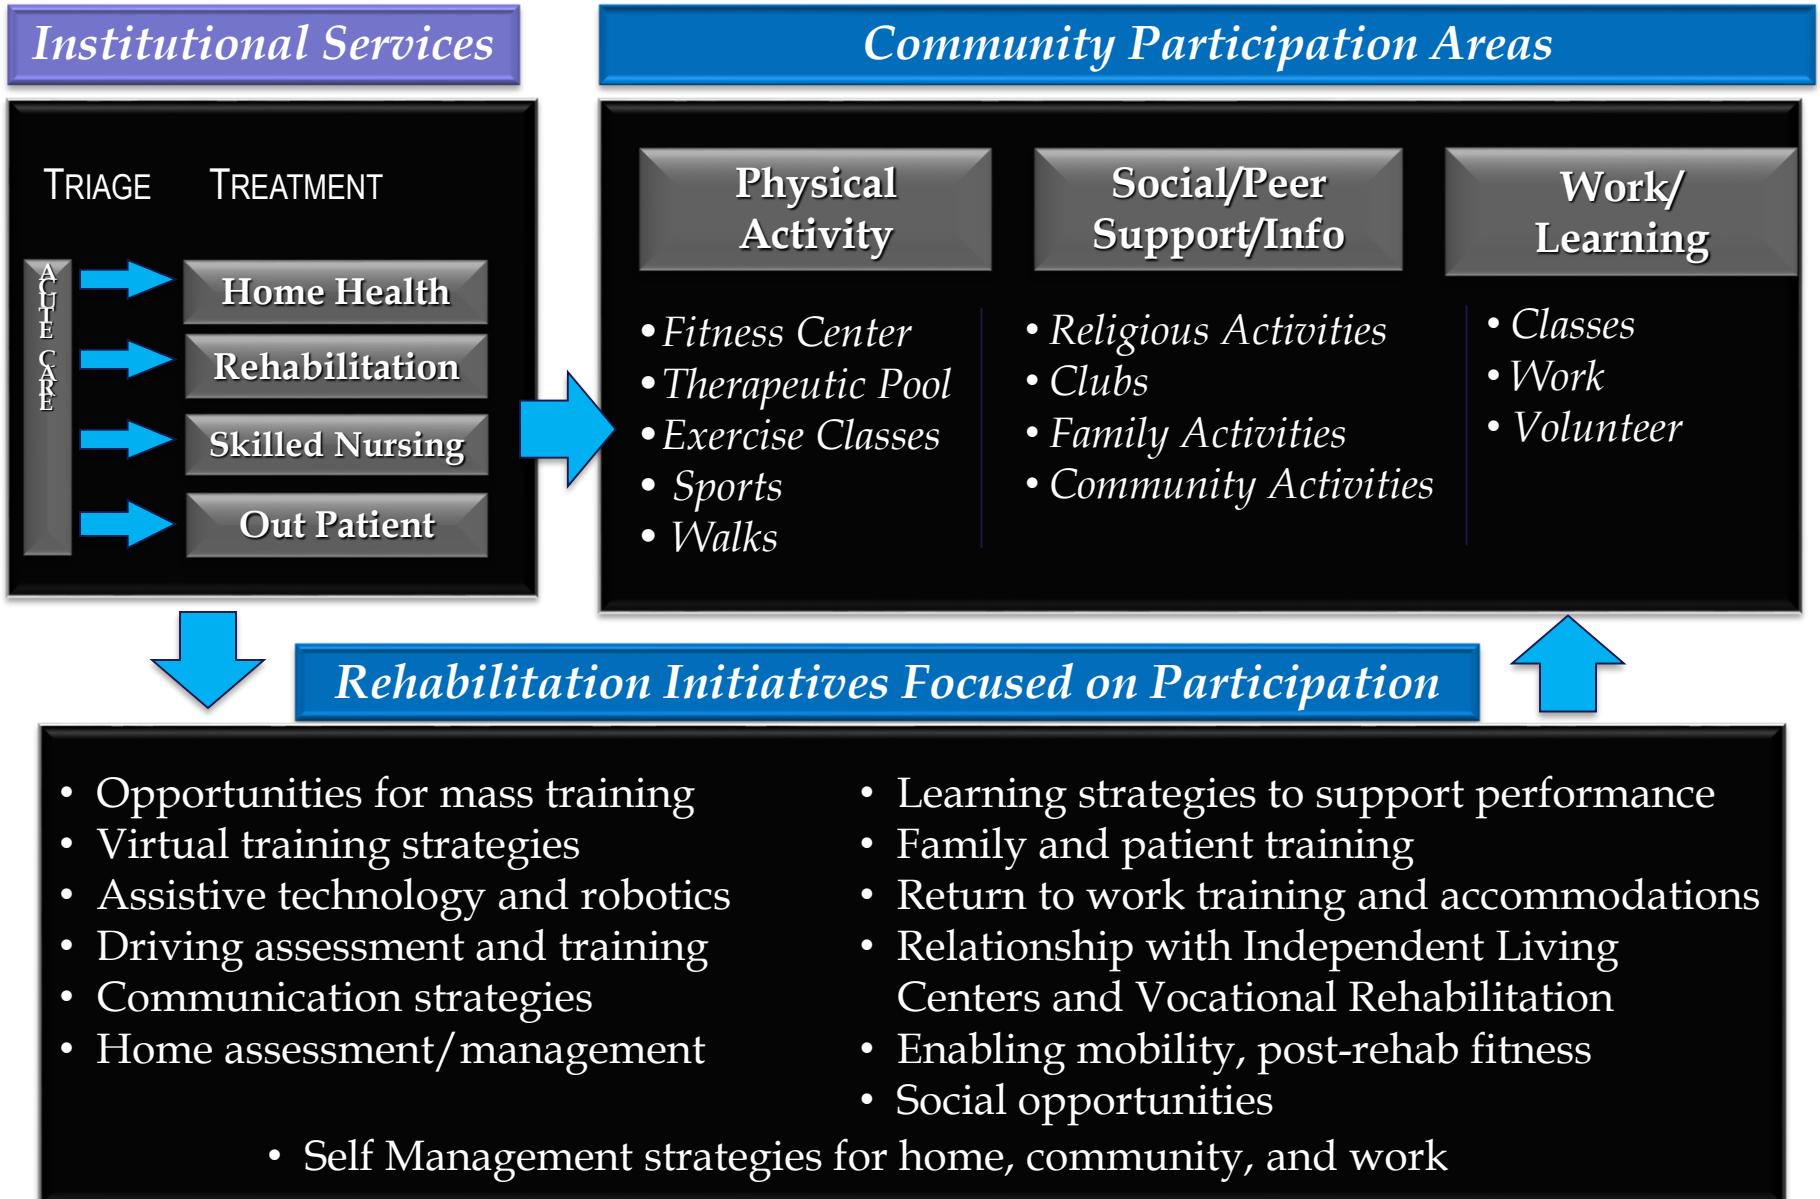 Institutional Services
TRIAGE TREATMENT
ACUTE CARE
Home Health
Rehabilitation
Skilled Nursing
Out Patient
Community Participation Areas
Physical
Activity
•Fitness Center
•Therapeutic Pool
•Exercise Classes
• Sports
• Walks
Social/Peer
Support/Info
• Religious Activities
• Clubs
• Family Activities
• Community Activities
Work/
Learning
• Classes
• Work
• Volunteer
Rehabilitation Initiatives Focused on Participation
• Opportunities for mass training
• Virtual training strategies
• Assistive technology and robotics
• Driving assessment and training
• Communication strategies
• Home assessment/management
• Learning strategies to support performance
• Family and patient training
• Return to work training and accommodations
• Relationship with Independent Living
Centers and Vocational Rehabilitation
• Enabling mobility, post-rehab fitness
• Social opportunities
• Self Management strategies for home, community, and work